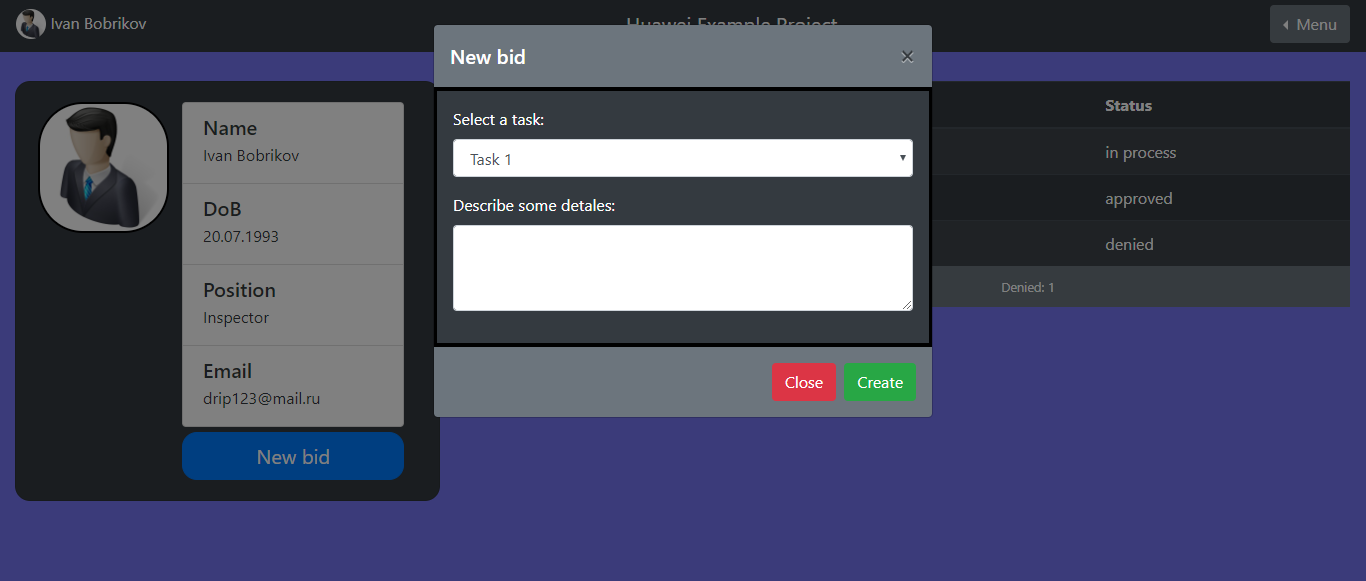 Ivan Bobrikov
Huawei Example Project
Menu
New bid
×
Select a task:
Task 1
Describe some detales:
Close
Create
Name
Ivan Bobrikov
DoB
20.07.1993
Position
Inspector
Email
drip123@mail.ru
New bid
Status
in process
approved
denied
Denied: 1